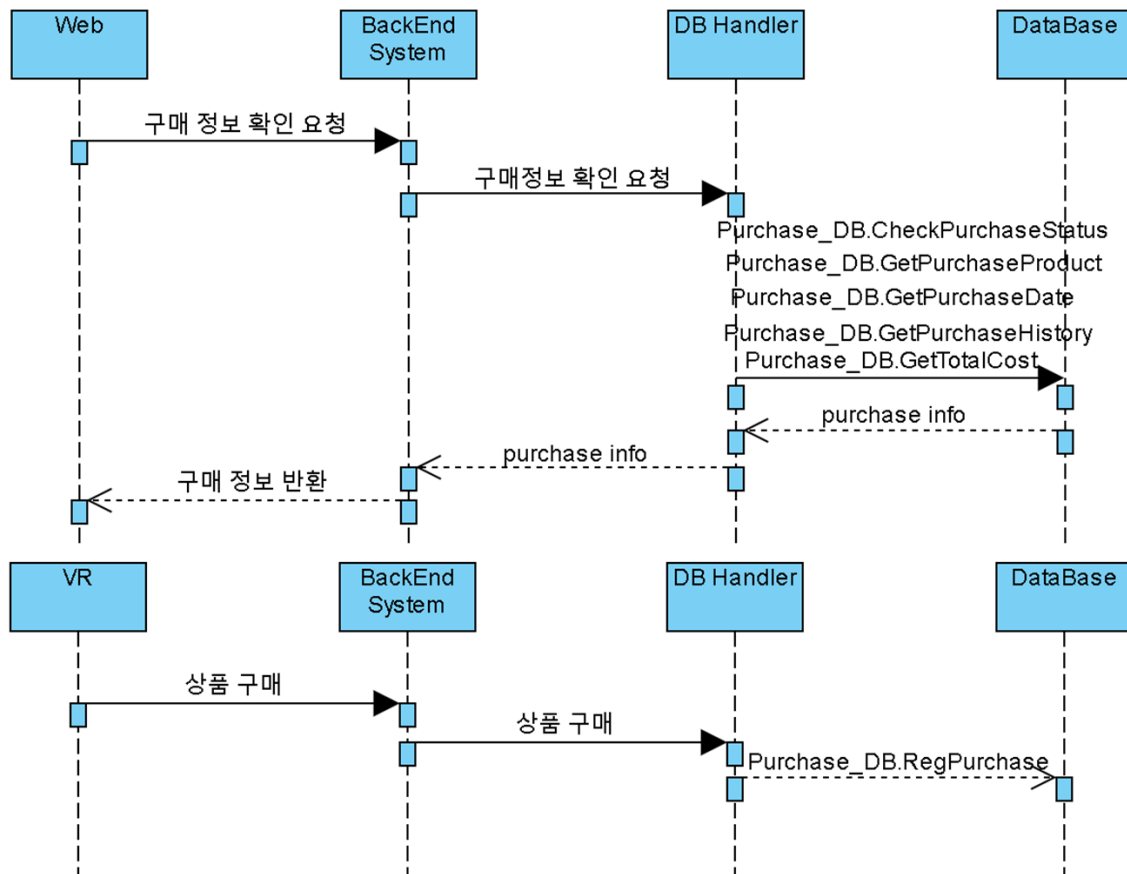 Web
BackEnd
System
DB Handler
DataBase
구매 정보 확인 요청
구매정보 확인 요청
Purchase_DB.CheckPurchaseStatus
Purchase_DB.GetPurchaseProduct
Purchase_DB.GetPurchaseDate
Purchase_DB.GetPurchaseHistory
Purchase_DB.GetTotalCost
purchase info
purchase info
구매 정보 반환
VR
BackEnd
System
DB Handler
DataBase
상품 구매
상품 구매
Purchase_DB.RegPurchase